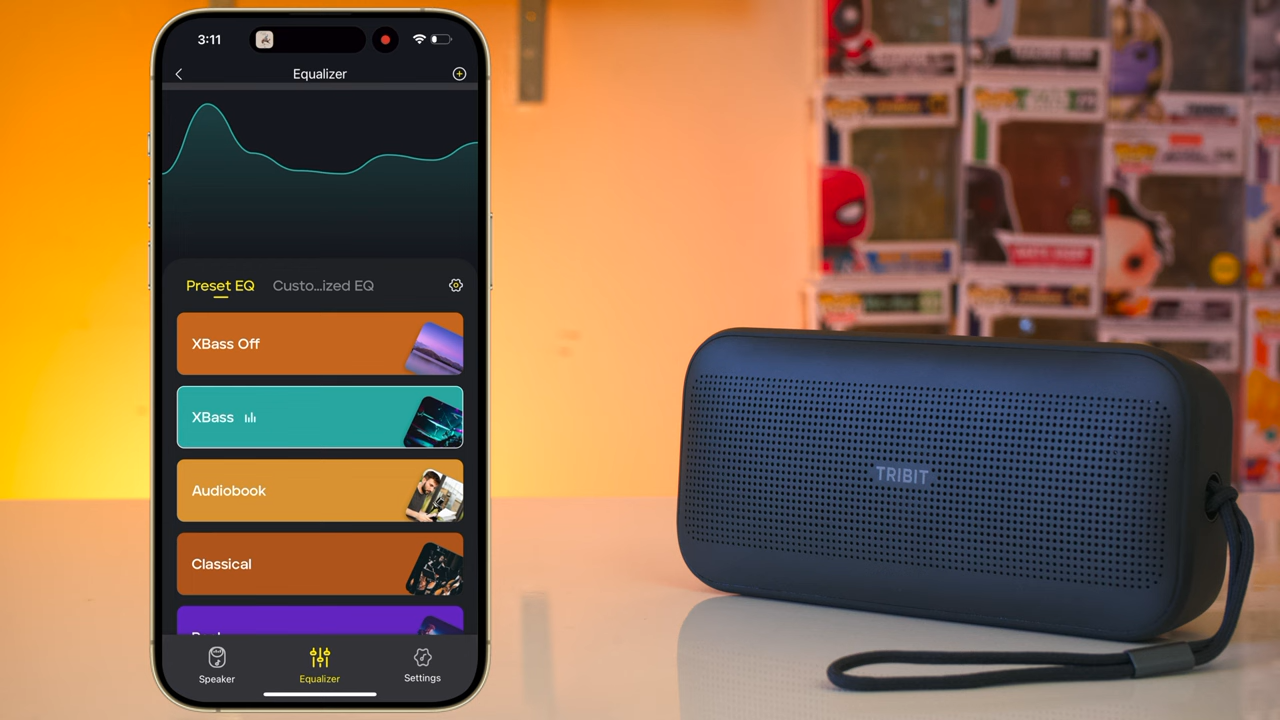 3:11
Equalizer
Preset EQ
Custo...ized EQ
XBass Off
XBass
Audiobook
Classical
Speaker
Equalizer
Settings
TRIBIT